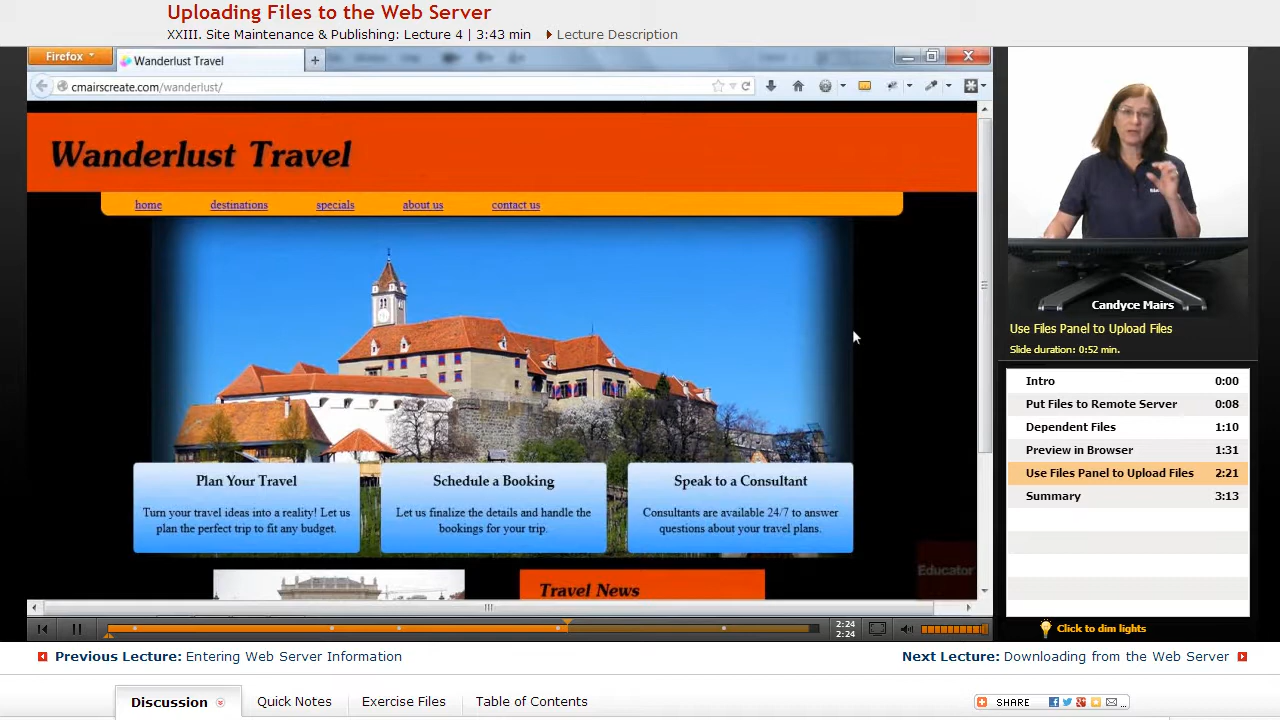 Uploading Files to the Web Server
XXIII. Site Maintenance & Publishing: Lecture 4 | 3:43 min
Lecture Description
Firefox
Wanderlust Travel
cmairscreate.com/wanderlust/
Wanderlust Travel
home
destinations
specials
about us
contact us
Plan Your Travel
Turn your travel ideas into a reality! Let us
plan the perfect trip to fit any budget.
Schedule a Booking
Let us finalize the details and handle the
bookings for your trip.
Speak to a Consultant
Consultants are available 24/7 to answer
questions about your travel plans.
Travel News
Educator
2:24
2:24
Candyce Mairs
Use Files Panel to Upload Files
Slide duration: 0:52 min.
Intro 0:00
Put Files to Remote Server 0:08
Dependent Files 1:10
Preview in Browser 1:31
Use Files Panel to Upload Files 2:21
Summary 3:13
Click to dim lights
Previous Lecture: Entering Web Server Information
Next Lecture: Downloading from the Web Server
Discussion
Quick Notes
Exercise Files
Table of Contents
SHARE